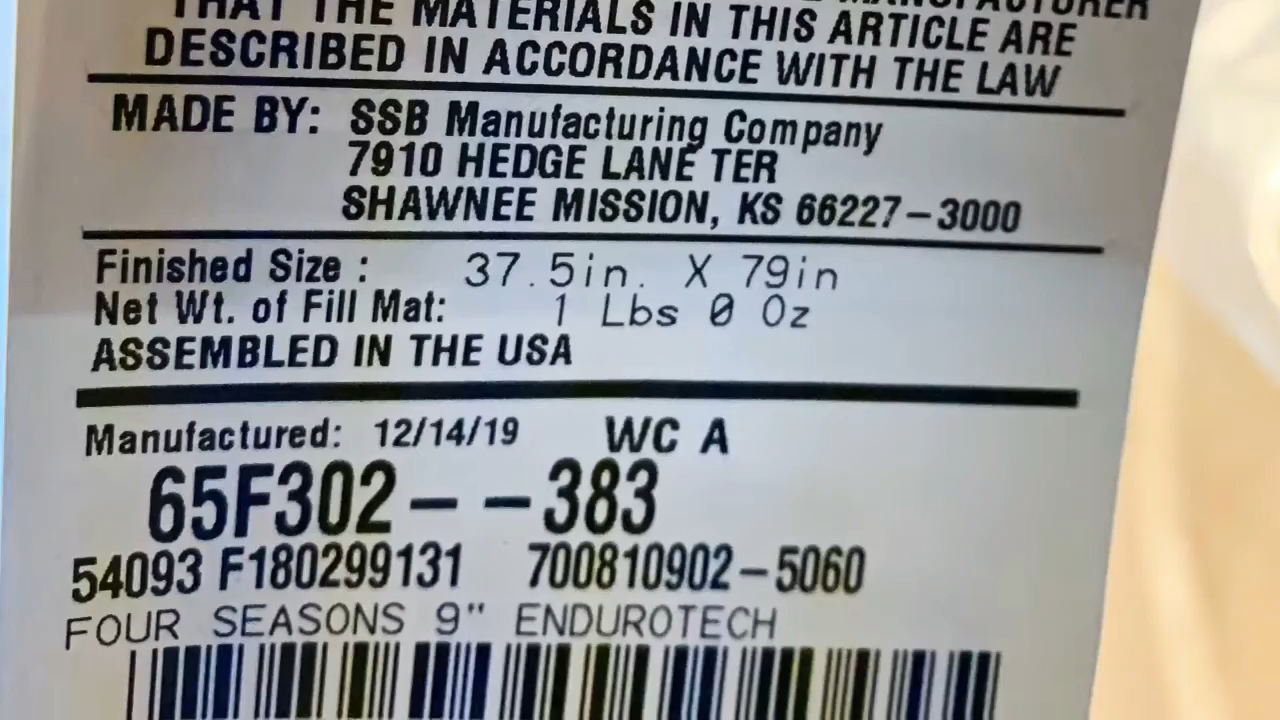 THAT THE MATERIALS IN THIS ARTICLE ARE
DESCRIBED IN ACCORDANCE WITH THE LAW
MADE BY: SSB Manufacturing Company
7910 HEDGE LANE TER
SHAWNEE MISSION, KS 66227-3000
Finished Size : 37.5in. X 79in
Net Wt. of Fill Mat: 1 Lbs 0 Oz
ASSEMBLED IN THE USA
Manufactured: 12/14/19 WC A
65F302- -383
54093 F180299131 700810902-5060
FOUR SEASONS 9" ENDUROTECH